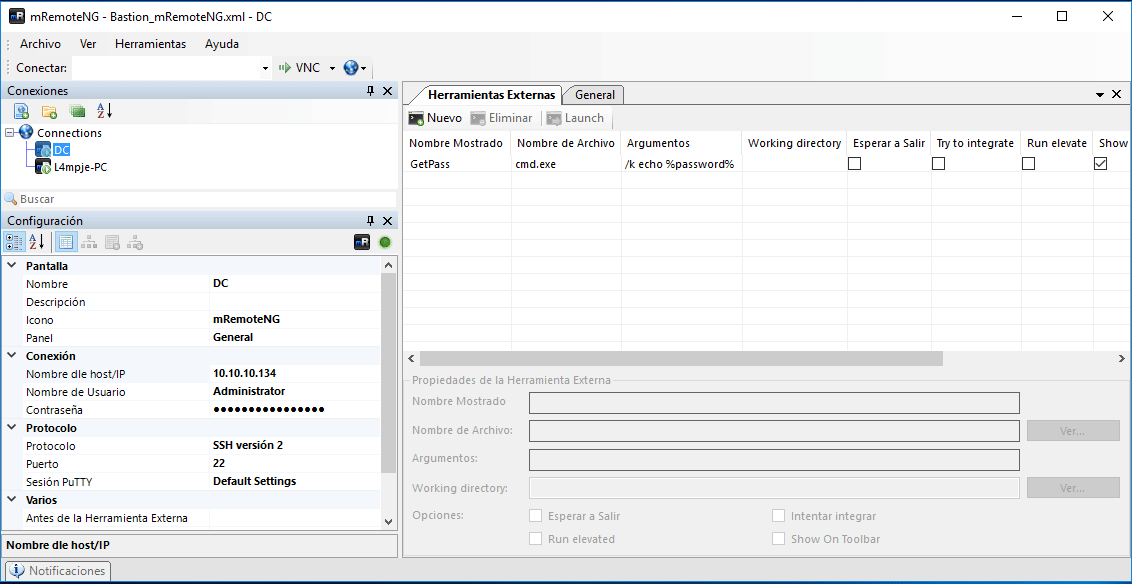 mRemoteNG - Bastion_mRemoteNG.xml - DC
Archivo Ver Herramientas Ayuda
Conectar: VNC
Conexiones
Connections
DC
L4mpje-PC
Buscar
Configuración
Pantalla
Nombre DC
Descripción
Icono mRemoteNG
Panel General
Conexión
Nombre dle host/IP 10.10.10.134
Nombre de Usuario Administrator
Contraseña ●●●●●●●●●●●●●●●●
Protocolo
Protocolo SSH versión 2
Puerto 22
Sesión PuTTY Default Settings
Varios
Antes de la Herramienta Externa
Nombre dle host/IP
Notificaciones
Herramientas Externas General
Nuevo Eliminar Launch
Nombre Mostrado Nombre de Archivo Argumentos Working directory Esperar a Salir Try to integrate Run elevate Show
GetPass cmd.exe /k echo %password%
Propiedades de la Herramienta Externa
Nombre Mostrado
Nombre de Archivo: Ver...
Argumentos:
Working directory: Ver...
Opciones: Esperar a Salir Intentar integrar
Run elevated Show On Toolbar